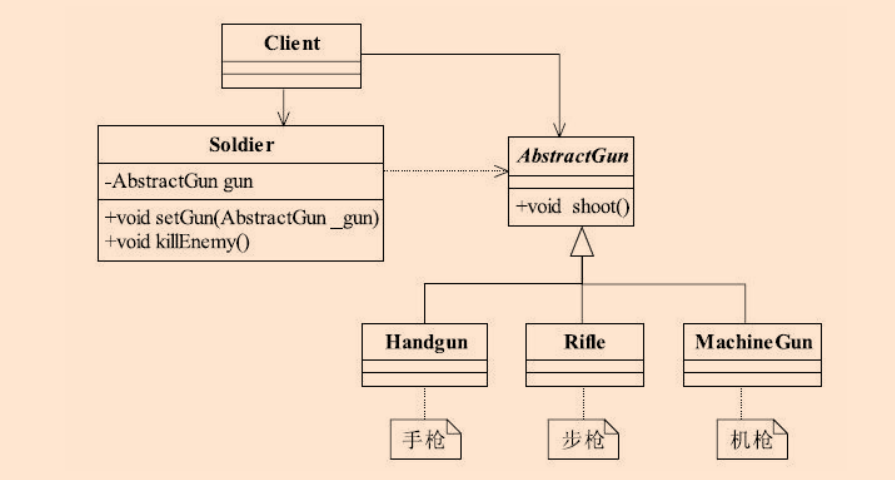 Client
Soldier
-AbstractGun gun
+void setGun(AbstractGun _gun)
+void killEnemy()
AbstractGun
+void shoot()
Handgun
Rifle
MachineGun
手枪
步枪
机枪